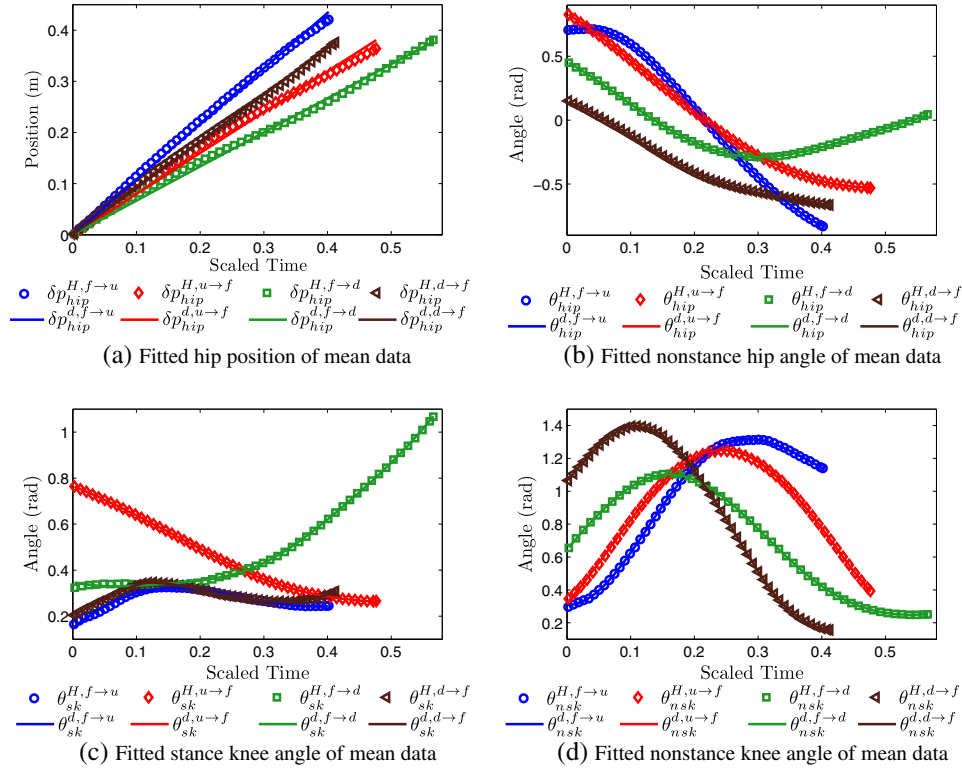 0.4
0.3
0.2
0.1
0
Position (m)
0 0.1 0.2 0.3 0.4 0.5
Scaled Time
δp_{hip}^{H,f→u} δp_{hip}^{H,u→f} δp_{hip}^{H,f→d} δp_{hip}^{H,d→f}
δp_{hip}^{d,f→u} δp_{hip}^{d,u→f} δp_{hip}^{d,f→d} δp_{hip}^{d,d→f}
(a) Fitted hip position of mean data
0.5
0
−0.5
Angle (rad)
0 0.1 0.2 0.3 0.4 0.5
Scaled Time
θ_{hip}^{H,f→u} θ_{hip}^{H,u→f} θ_{hip}^{H,f→d} θ_{hip}^{H,d→f}
θ_{hip}^{d,f→u} θ_{hip}^{d,u→f} θ_{hip}^{d,f→d} θ_{hip}^{d,d→f}
(b) Fitted nonstance hip angle of mean data
1
0.8
0.6
0.4
0.2
Angle (rad)
0 0.1 0.2 0.3 0.4 0.5
Scaled Time
θ_{sk}^{H,f→u} θ_{sk}^{H,u→f} θ_{sk}^{H,f→d} θ_{sk}^{H,d→f}
θ_{sk}^{d,f→u} θ_{sk}^{d,u→f} θ_{sk}^{d,f→d} θ_{sk}^{d,d→f}
(c) Fitted stance knee angle of mean data
1.4
1.2
1
0.8
0.6
0.4
0.2
Angle (rad)
0 0.1 0.2 0.3 0.4 0.5
Scaled Time
θ_{nsk}^{H,f→u} θ_{nsk}^{H,u→f} θ_{nsk}^{H,f→d} θ_{nsk}^{H,d→f}
θ_{nsk}^{d,f→u} θ_{nsk}^{d,u→f} θ_{nsk}^{d,f→d} θ_{nsk}^{d,d→f}
(d) Fitted nonstance knee angle of mean data